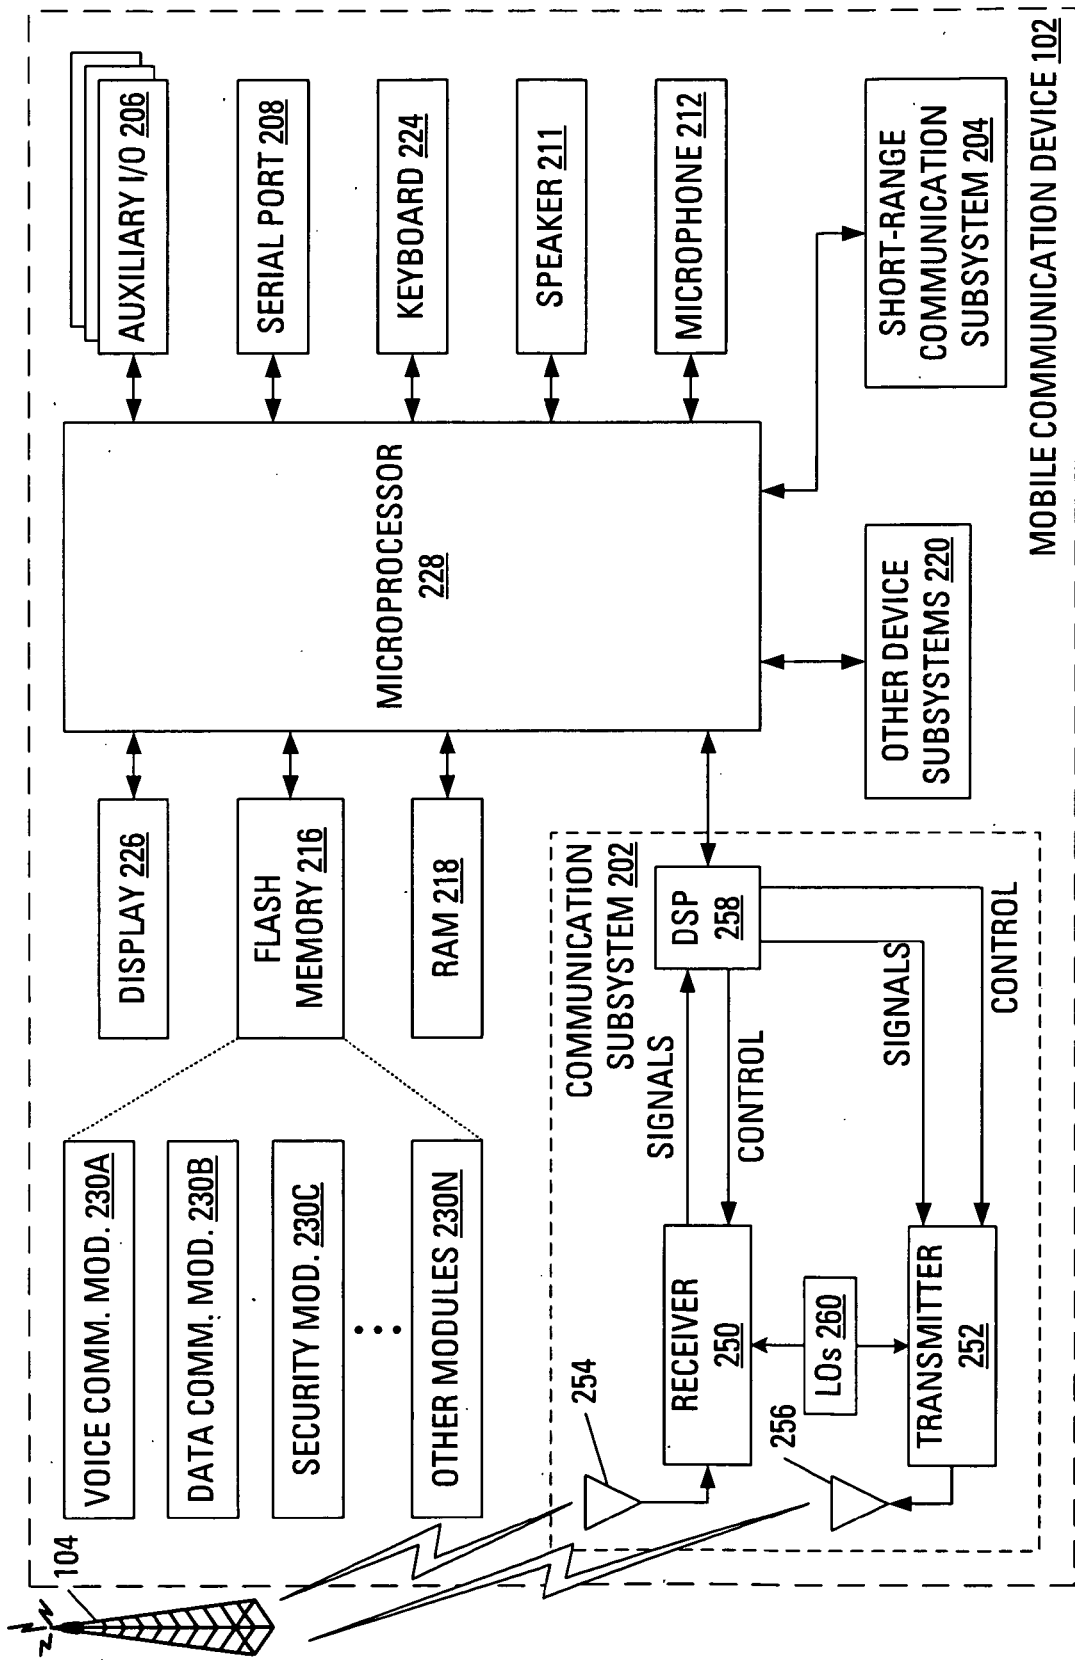 104
VOICE COMM. MOD. 230A
DATA COMM. MOD. 230B
SECURITY MOD. 230C
OTHER MODULES 230N
DISPLAY 226
FLASH
MEMORY 216
RAM 218
MICROPROCESSOR
228
AUXILIARY I/O 206
SERIAL PORT 208
KEYBOARD 224
SPEAKER 211
MICROPHONE 212
COMMUNICATION
SUBSYSTEM 202
254
RECEIVER
250
SIGNALS
CONTROL
DSP
258
LOs 260
256
TRANSMITTER
252
SIGNALS
CONTROL
OTHER DEVICE
SUBSYSTEMS 220
SHORT-RANGE
COMMUNICATION
SUBSYSTEM 204
MOBILE COMMUNICATION DEVICE 102